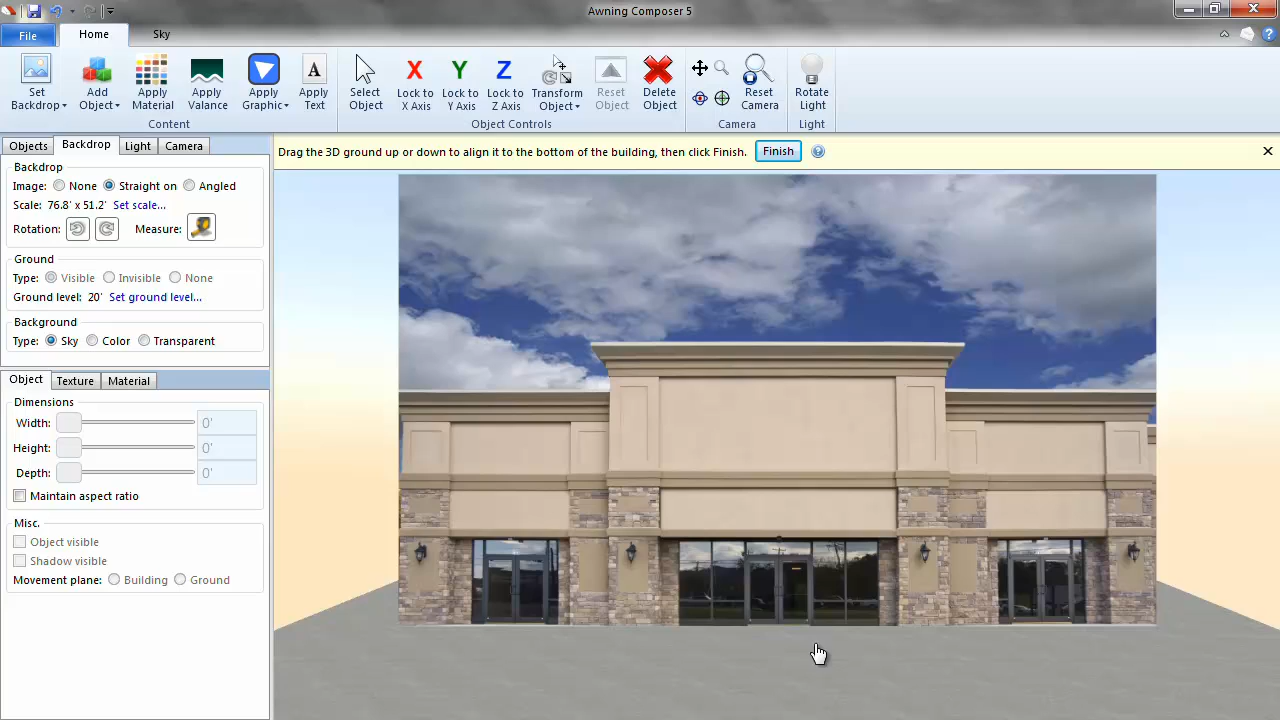 Awning Composer 5
File Home Sky
Set Backdrop Add Object Apply Material Apply Valance Apply Graphic A Apply Text Select Object X Lock to X Axis Y Lock to Y Axis Z Lock to Z Axis Transform Object Reset Object Delete Object Reset Camera Rotate Light
Content Object Controls Camera Light
Objects Backdrop Light Camera
Drag the 3D ground up or down to align it to the bottom of the building, then click Finish. Finish
Backdrop
Image: None Straight on Angled
Scale: 76.8' x 51.2' Set scale...
Rotation: Measure:
Ground
Type: Visible Invisible None
Ground level: 20' Set ground level...
Background
Type: Sky Color Transparent
Object Texture Material
Dimensions
Width: 0'
Height: 0'
Depth: 0'
Maintain aspect ratio
Misc.
Object visible
Shadow visible
Movement plane: Building Ground